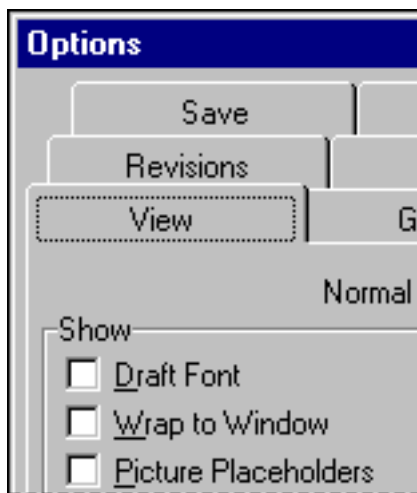 Options
Save
Revisions
View G
Normal
Show
Draft Font
Wrap to Window
Picture Placeholders